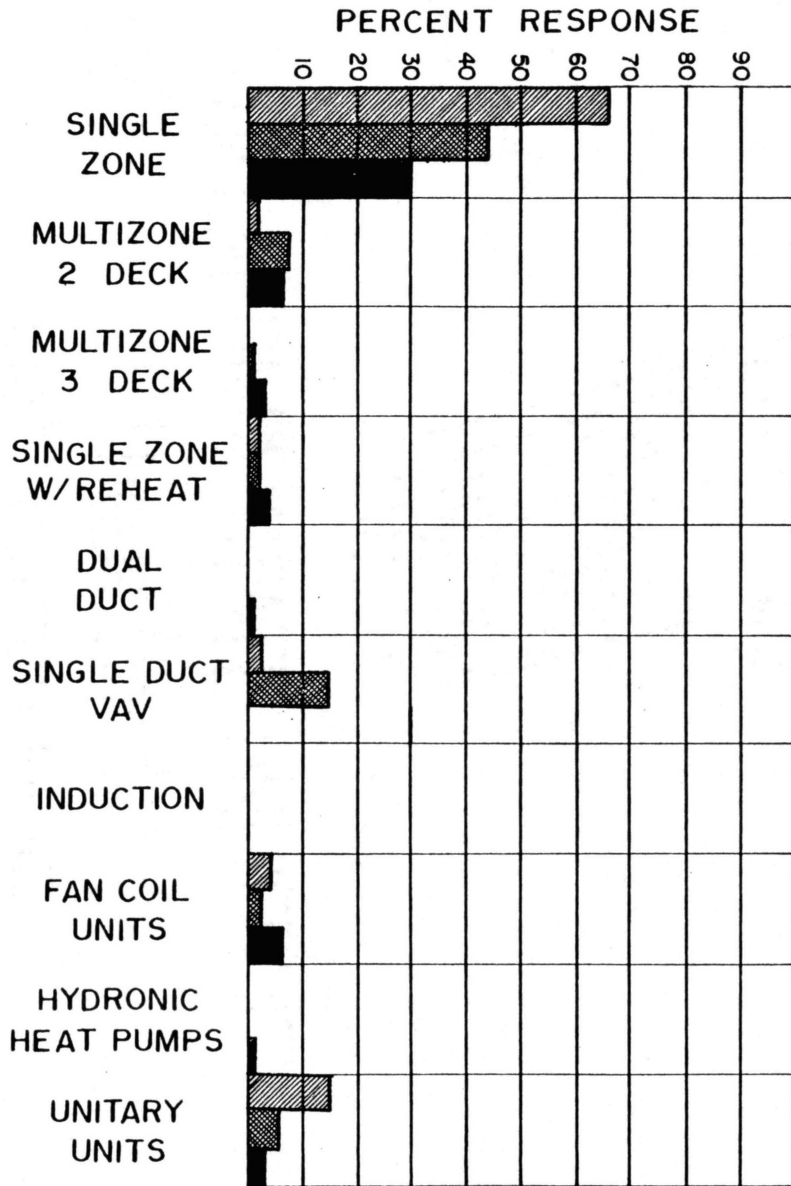 PERCENT RESPONSE
10 20 30 40 50 60 70 80 90
SINGLE
ZONE
MULTIZONE
2 DECK
MULTIZONE
3 DECK
SINGLE ZONE
W/REHEAT
DUAL
DUCT
SINGLE DUCT
VAV
INDUCTION
FAN COIL
UNITS
HYDRONIC
HEAT PUMPS
UNITARY
UNITS